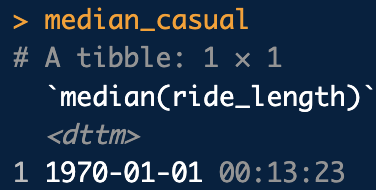 > median_casual
# A tibble: 1 × 1
`median(ride_length)`
<dttm>
1 1970-01-01 00:13:23